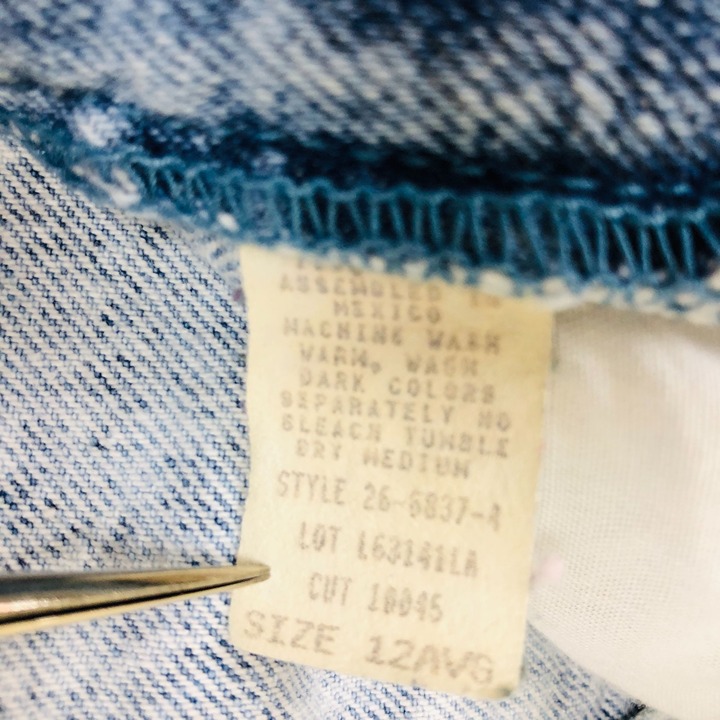 ASSEMBLED IN
MEXICO
MACHINE WASH
WARM, WASH
DARK COLORS
SEPARATELY NO
BLEACH TUMBLE
DRY MEDIUM
STYLE 26-6837-4
LOT L63141LA
CUT 10045
SIZE 12AVG